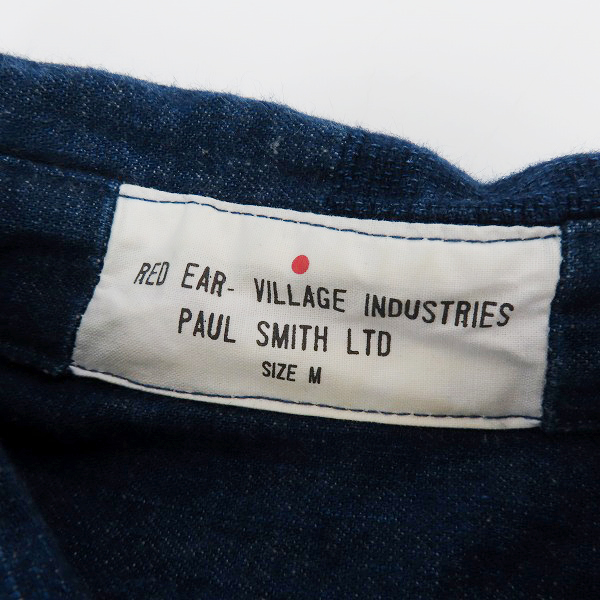 RED EAR- VILLAGE INDUSTRIES
PAUL SMITH LTD
SIZE M